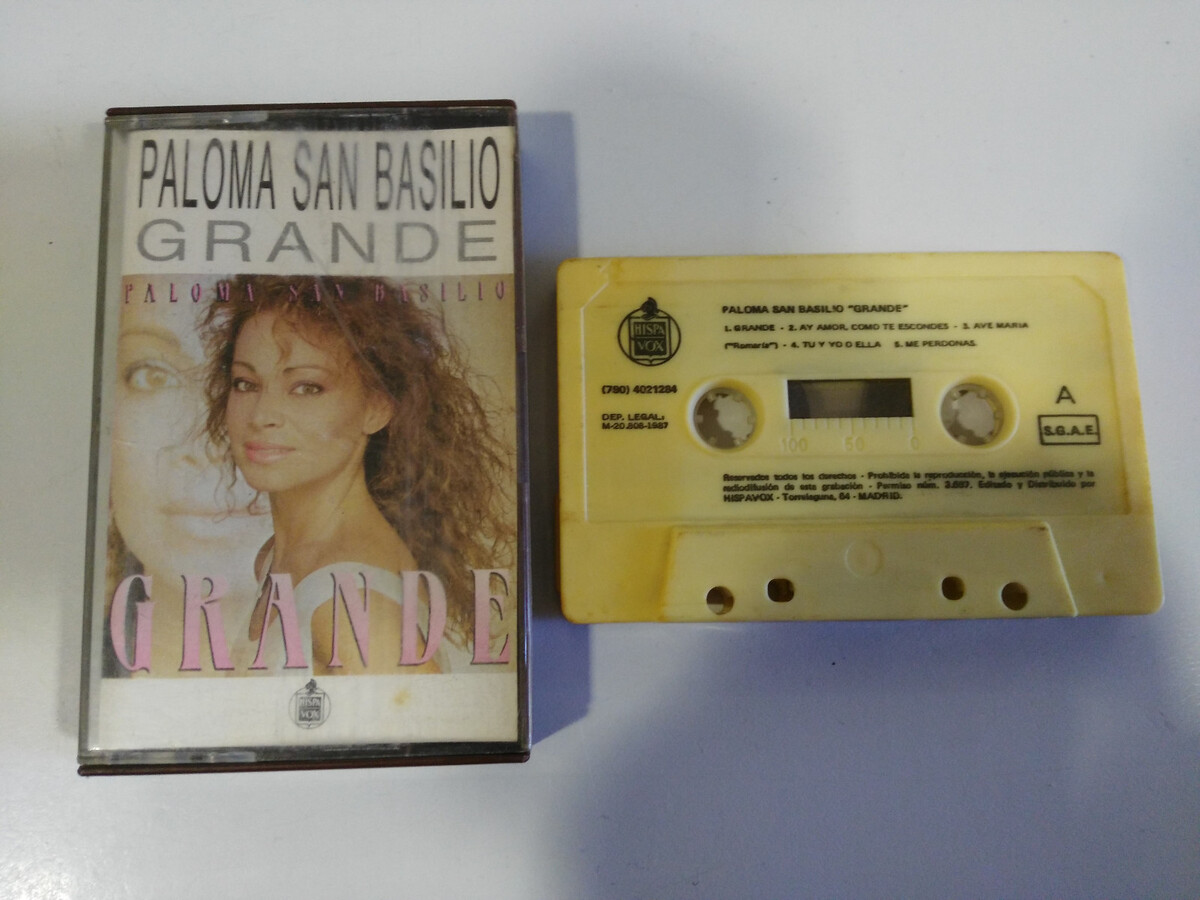 PALOMA SAN BASILIO
GRANDE
PALOMA SAN BASILIO
GRANDE
HISPA
VOX
HISPA
VOX
PALOMA SAN BASILIO "GRANDE"
1. GRANDE - 2. AY AMOR, COMO TE ESCONDES - 3. AVE MARIA
("Romaria") - 4. TU Y YO O ELLA 5. ME PERDONAS.
(790) 4021284
DEP. LEGAL:
M-20.808-1987
100 50 0
A
S.G.A.E.
Reservados todos los derechos - Prohibida la reproducción, la ejecución pública y la
radiodifusión de esta grabación - Permiso núm. 3.897. Editado y Distribuido por
HISPAVOX - Torrelaguna, 64 - MADRID.